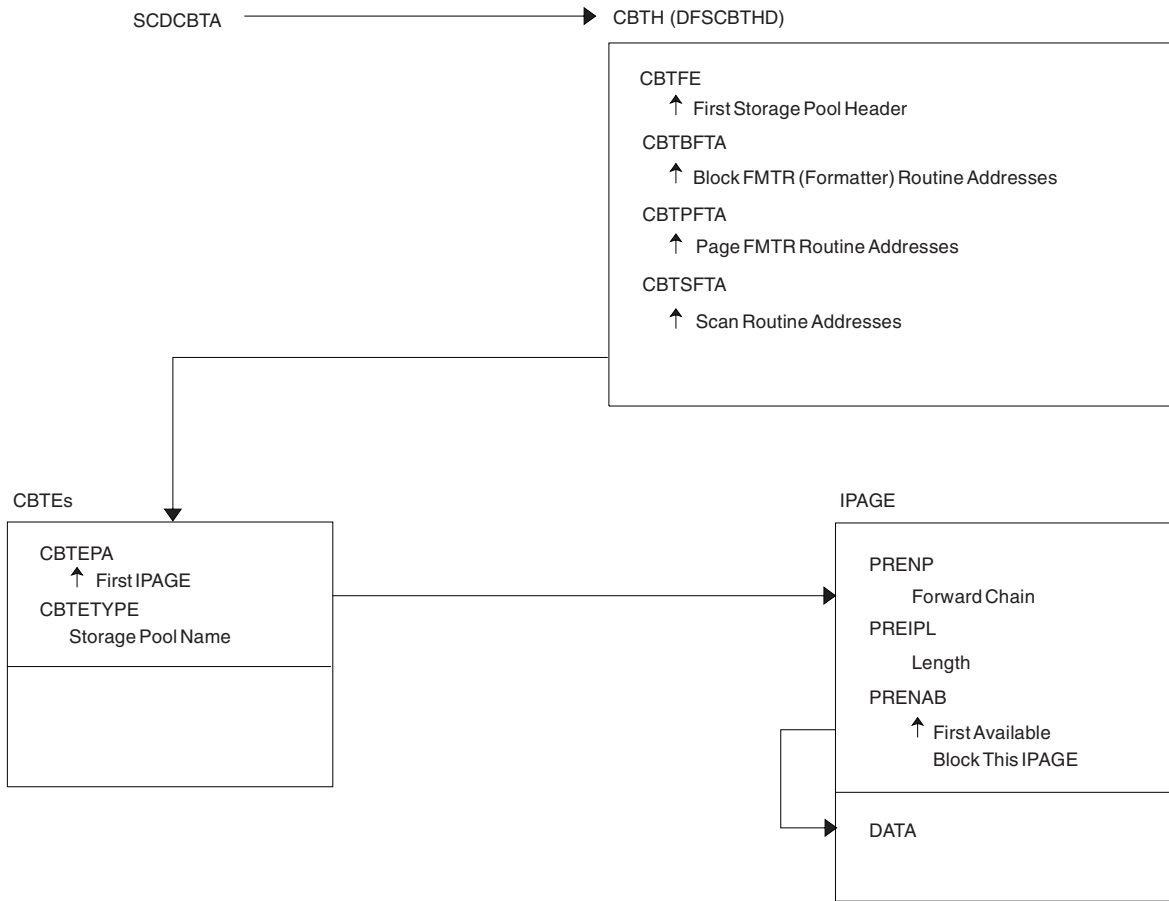 SCDCBTA
CBTH (DFSCBTHD)
CBTFE
↑ First Storage Pool Header
CBTBFTA
↑ Block FMTR (Formatter) Routine Addresses
CBTPFTA
↑ Page FMTR Routine Addresses
CBTSFTA
↑ Scan Routine Addresses
CBTEs
CBTEPA
↑ First IPAGE
CBTETYPE
Storage Pool Name
IPAGE
PRENP
Forward Chain
PREIPL
Length
PRENAB
↑ First Available
Block This IPAGE
DATA